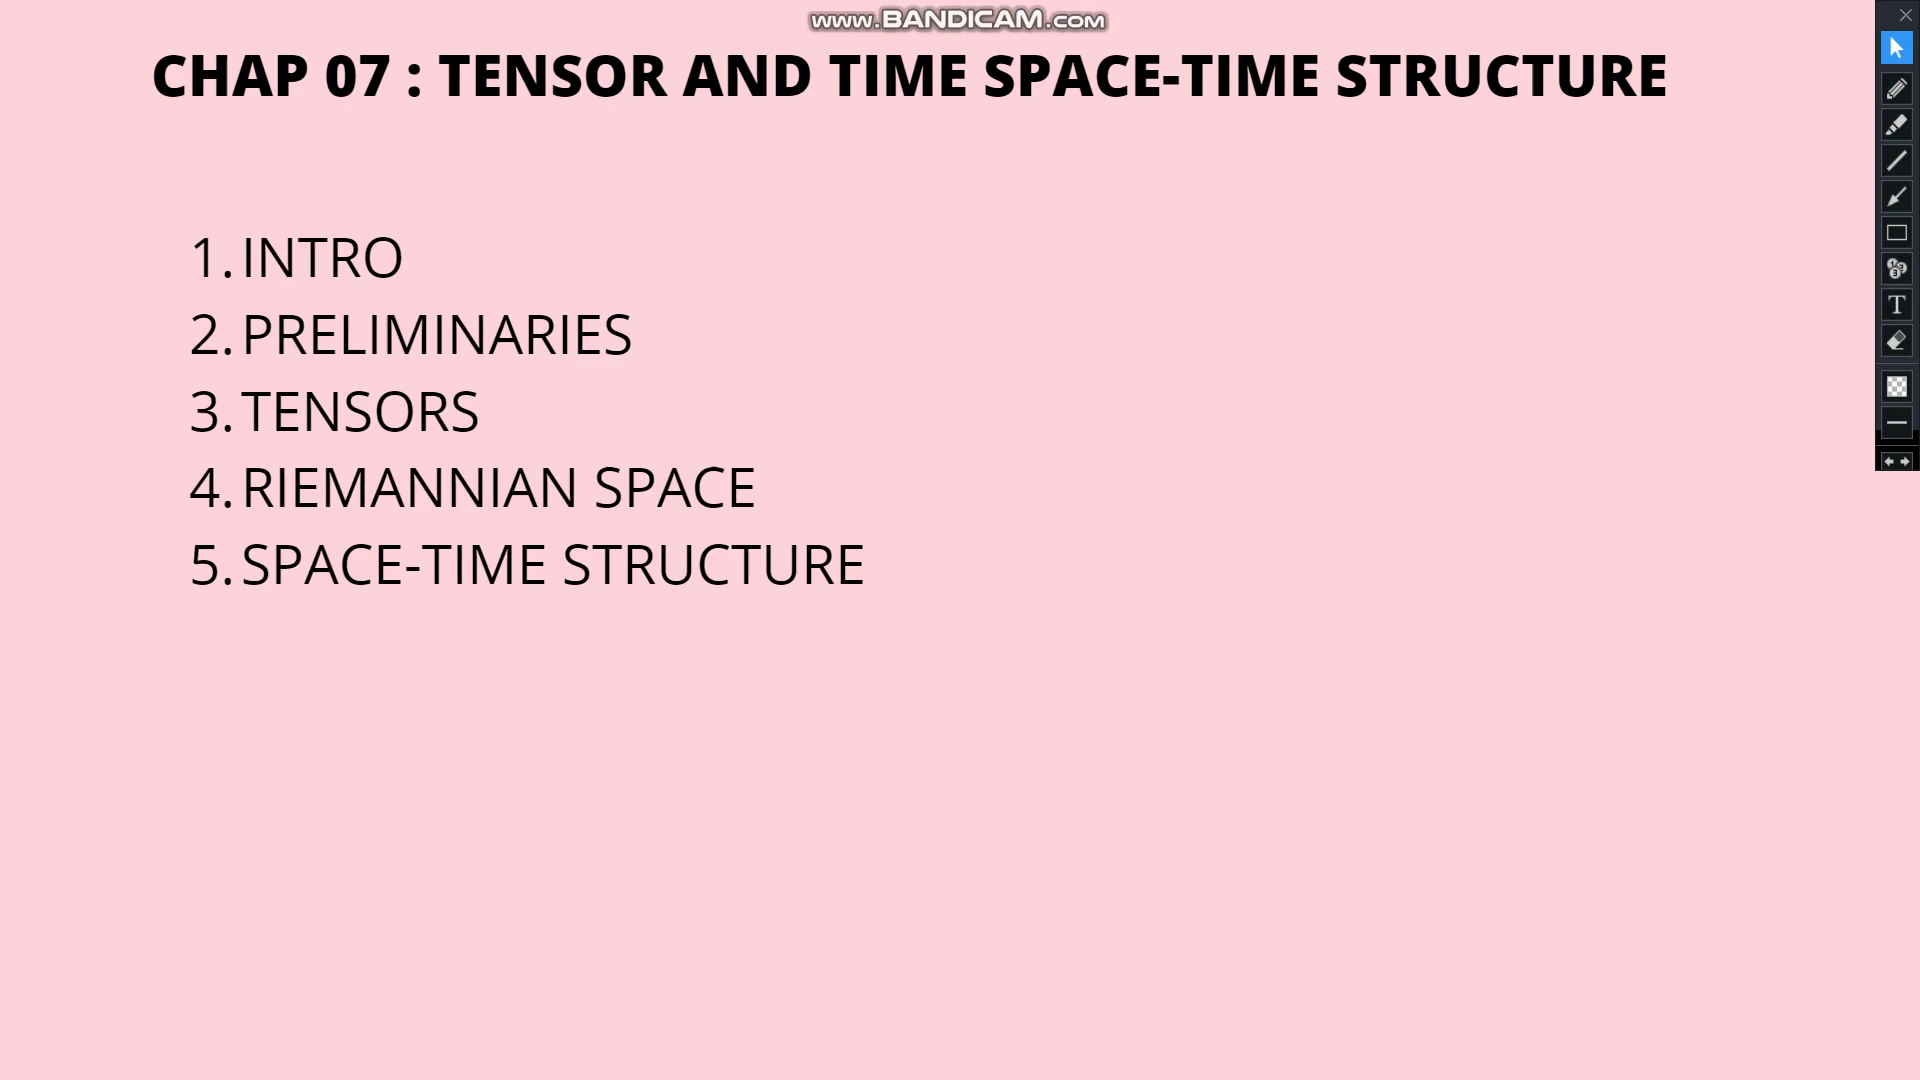 www.BANDICAM.com
CHAP 07 : TENSOR AND TIME SPACE-TIME STRUCTURE
1. INTRO
2. PRELIMINARIES
3. TENSORS
4. RIEMANNIAN SPACE
5. SPACE-TIME STRUCTURE
T